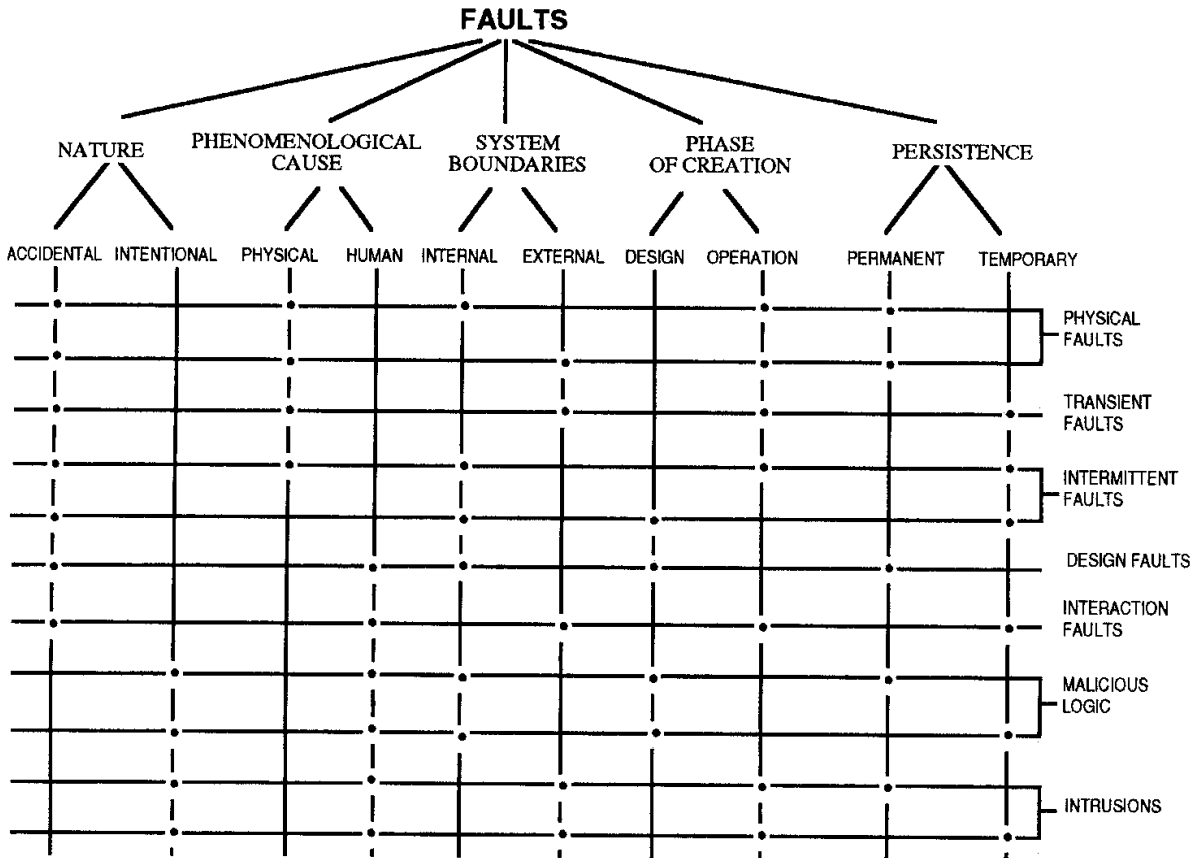 FAULTS
NATURE
PHENOMENOLOGICAL
CAUSE
SYSTEM
BOUNDARIES
PHASE
OF CREATION
PERSISTENCE
ACCIDENTAL
INTENTIONAL
PHYSICAL
HUMAN
INTERNAL
EXTERNAL
DESIGN
OPERATION
PERMANENT
TEMPORARY
PHYSICAL
FAULTS
TRANSIENT
FAULTS
INTERMITTENT
FAULTS
DESIGN FAULTS
INTERACTION
FAULTS
MALICIOUS
LOGIC
INTRUSIONS